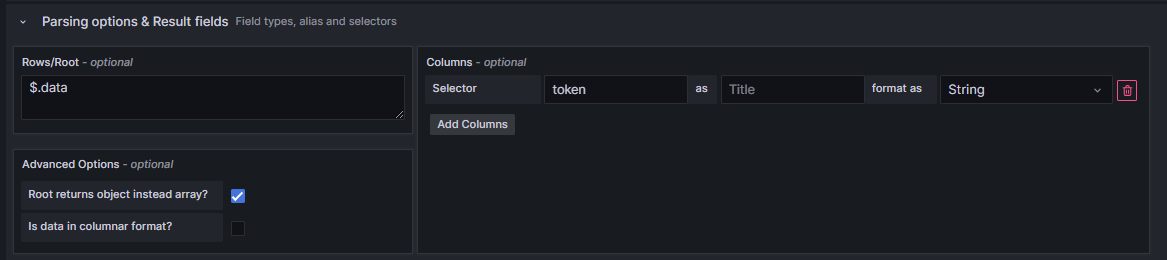 Parsing options & Result fields Field types, alias and selectors
Rows/Root - optional
$.data
Columns - optional
Selector token as Title format as String
Add Columns
Advanced Options - optional
Root returns object instead array?
Is data in columnar format?